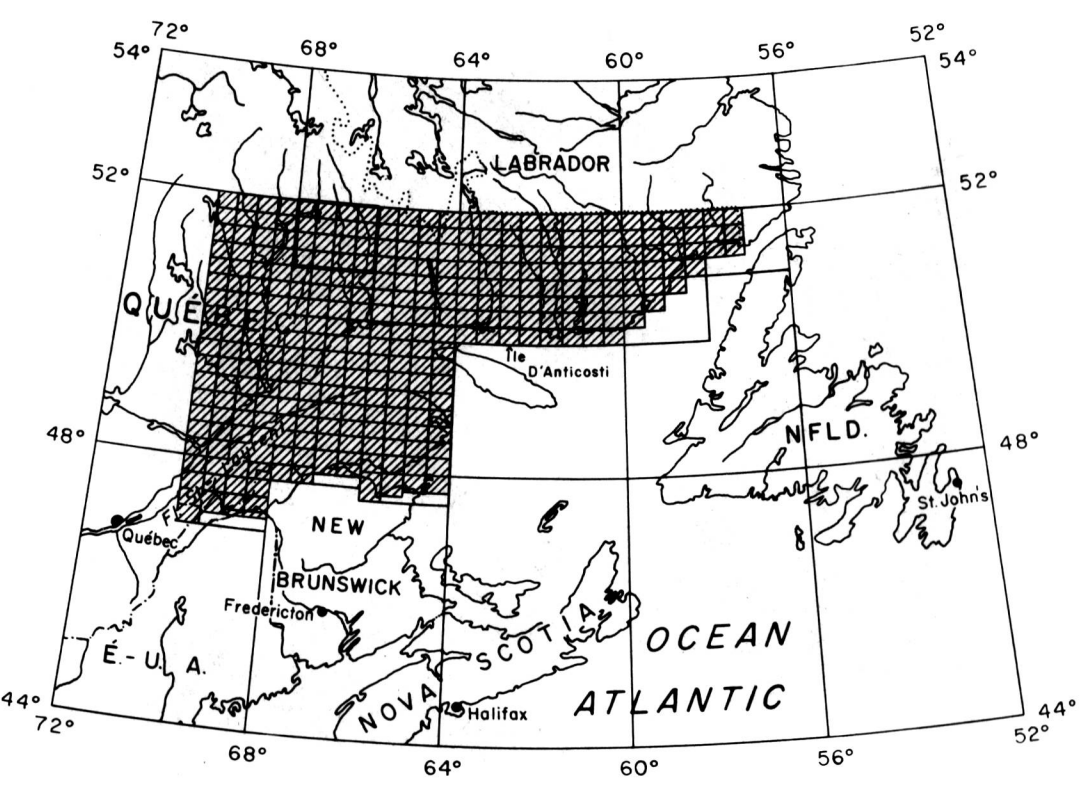 72°
68°
64°
60°
56°
52°
54°
54°
LABRADOR
52°
52°
QUÉBEC
Île
D'Anticosti
NFLD.
48°
48°
St. John's
Québec
NEW
BRUNSWICK
Fredericton
É.-U. A.
NOVA SCOTIA
Halifax
OCEAN
ATLANTIC
44°
44°
72°
68°
64°
60°
56°
52°